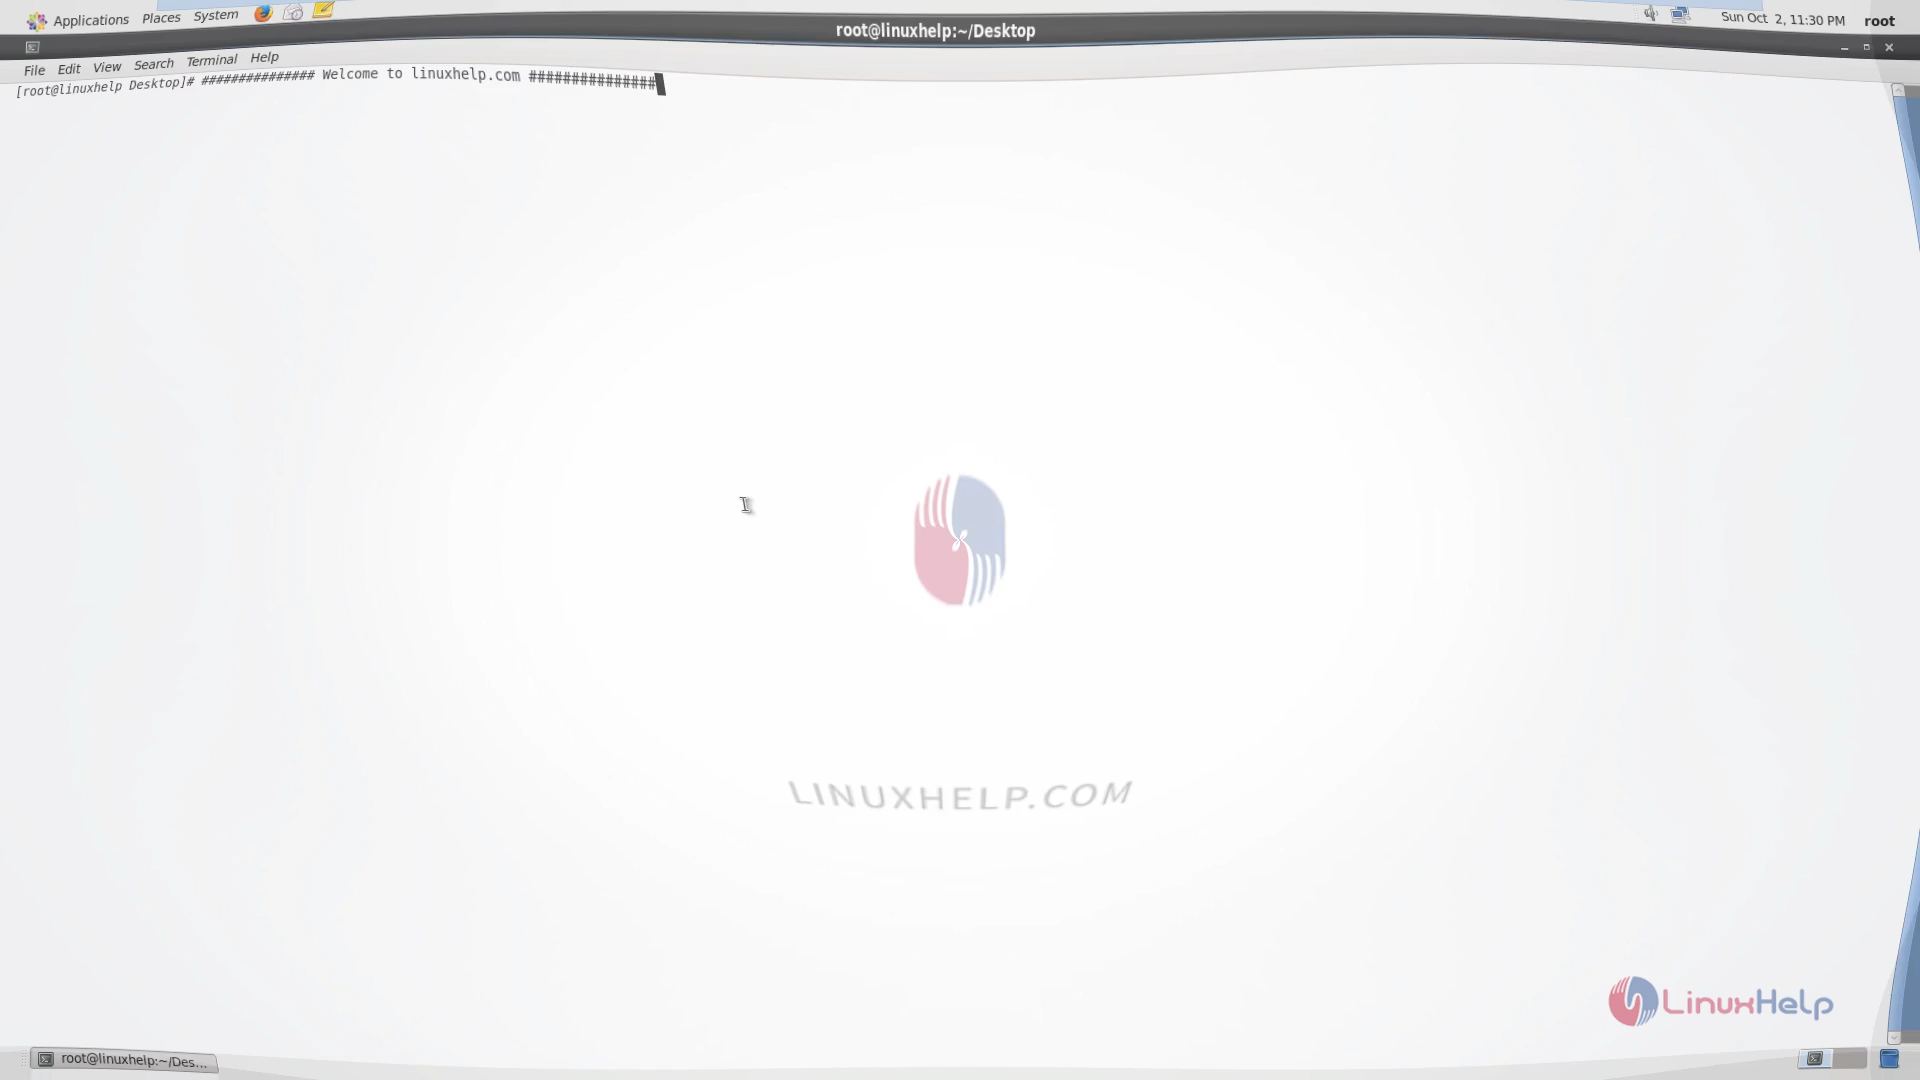 Applications Places System
Sun Oct 2, 11:30 PM root
root@linuxhelp:~/Desktop
File Edit View Search Terminal Help
[root@linuxhelp Desktop]# ############### Welcome to linuxhelp.com ###############
LINUXHELP.COM
LinuxHelp
root@linuxhelp:~/Des...